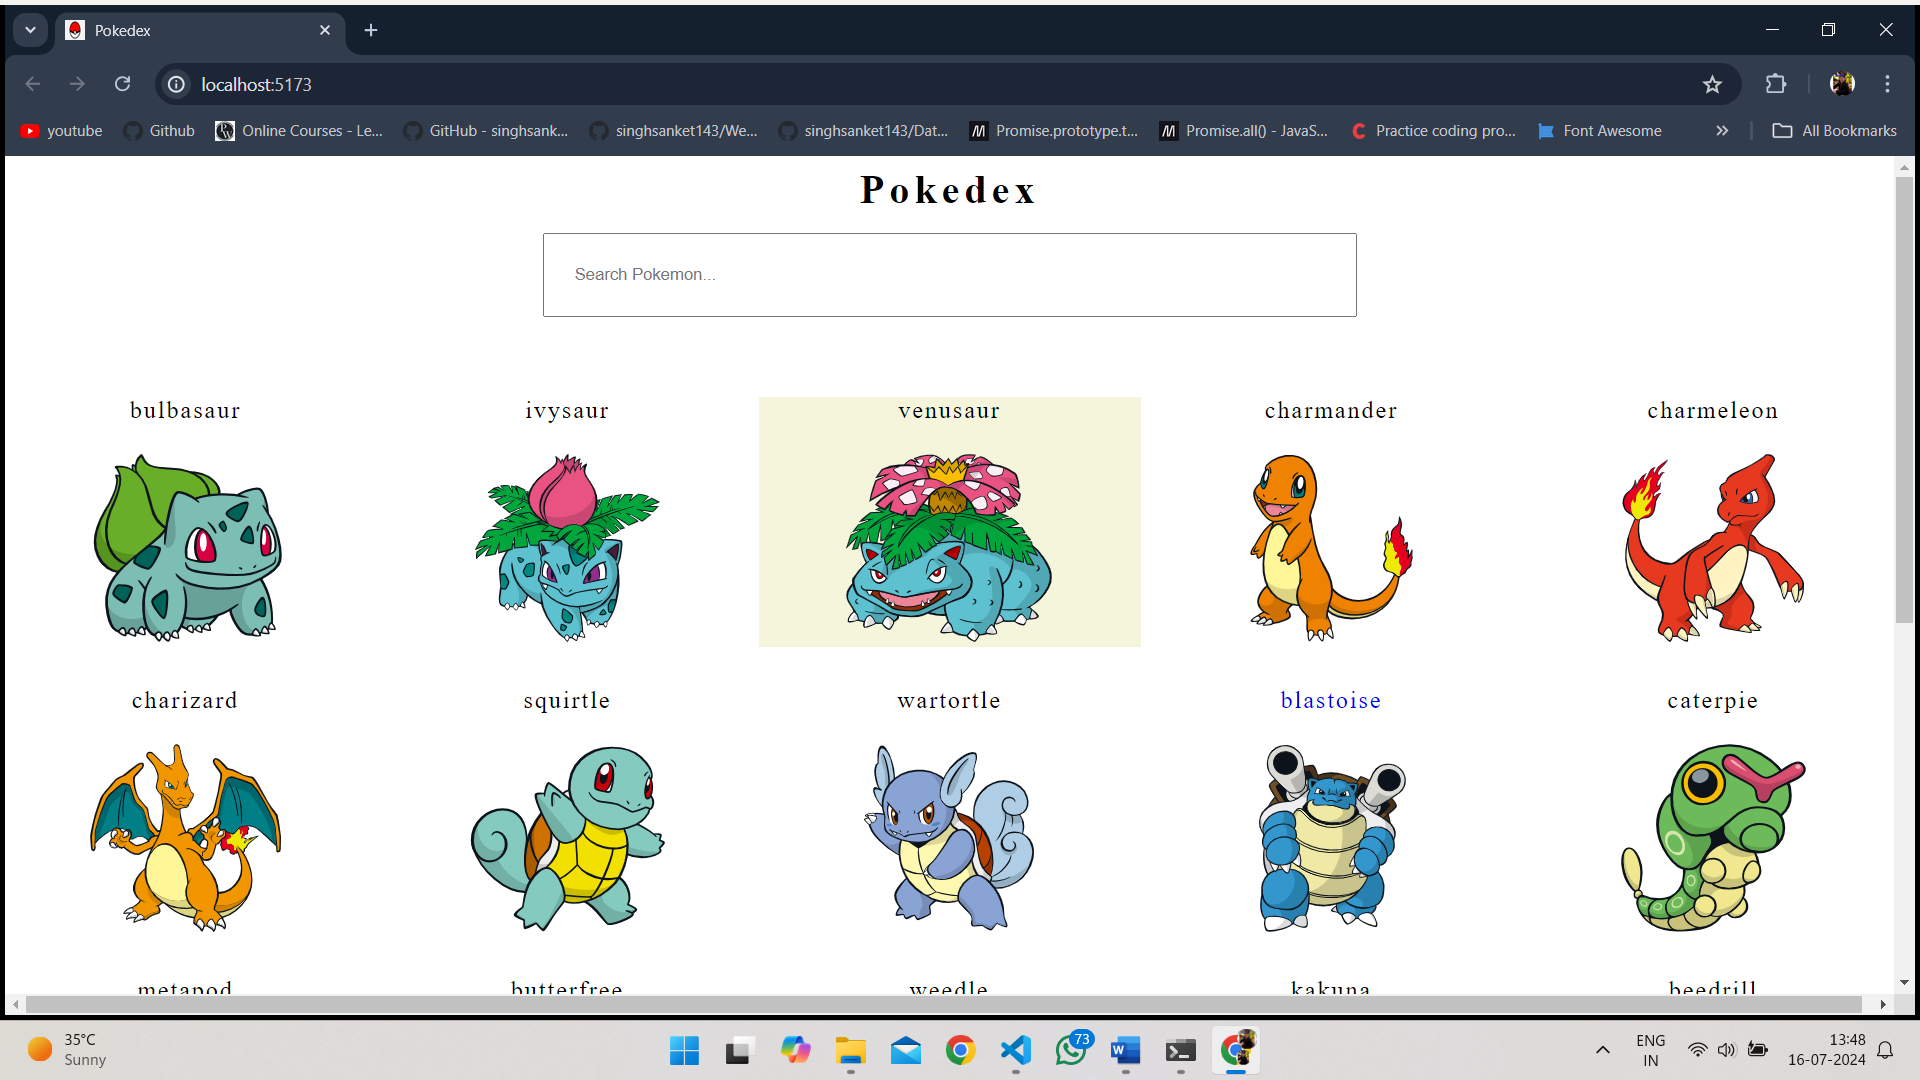 Pokedex
localhost:5173
youtube
Github
Online Courses - Le...
GitHub - singhsank...
singhsanket143/We...
singhsanket143/Dat...
Promise.prototype.t...
Promise.all() - JavaS...
Practice coding pro...
Font Awesome
All Bookmarks
Pokedex
Search Pokemon...
bulbasaur
ivysaur
venusaur
charmander
charmeleon
charizard
squirtle
wartortle
blastoise
caterpie
metapod
butterfree
weedle
kakuna
beedrill
35°C
Sunny
73
ENG
IN
13:48
16-07-2024